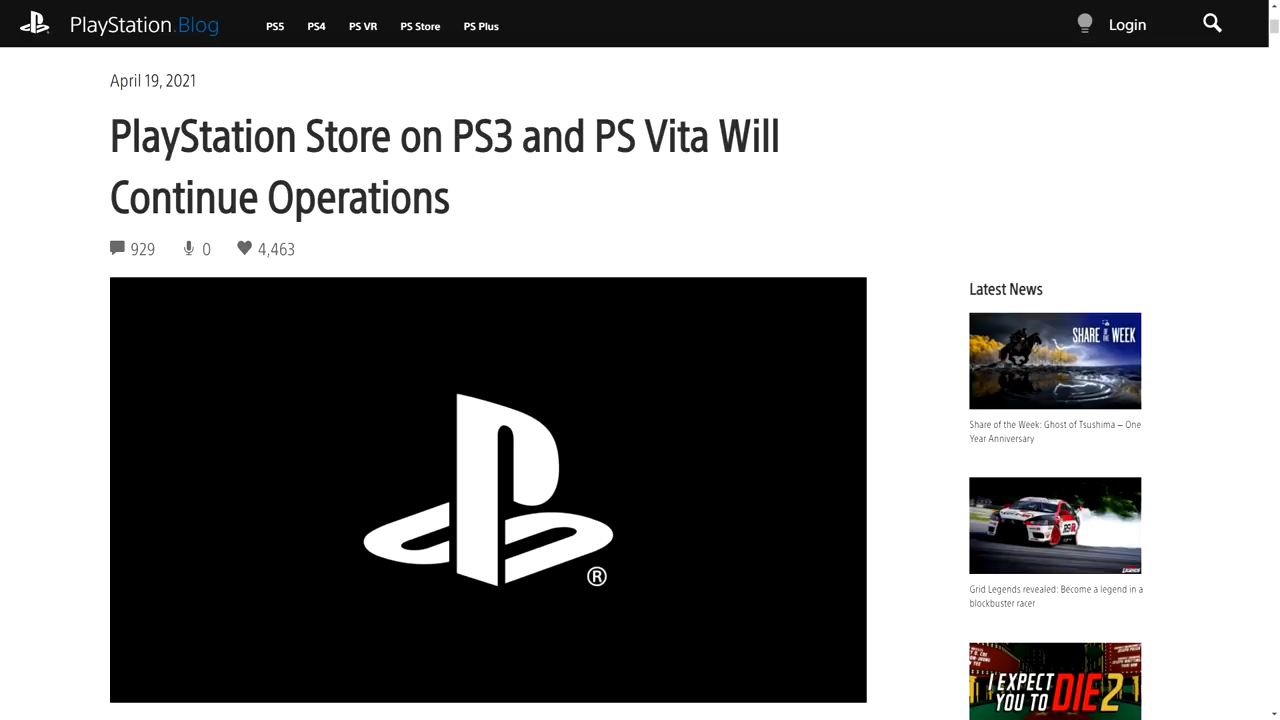 PlayStation.Blog
PS5
PS4
PS VR
PS Store
PS Plus
Login
April 19, 2021
PlayStation Store on PS3 and PS Vita Will
Continue Operations
929
0
4,463
®
Latest News
SHARE OF THE WEEK
Share of the Week: Ghost of Tsushima – One
Year Anniversary
Grid Legends revealed: Become a legend in a
blockbuster racer
I EXPECT
YOU TO DIE 2